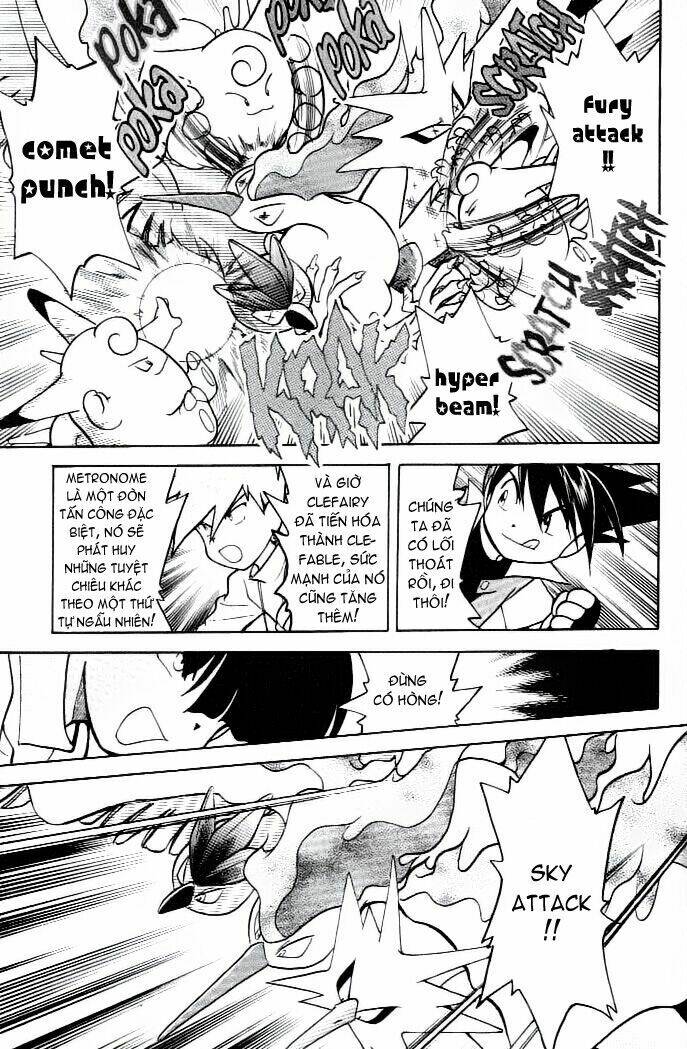 POKA
POKA
POKA
POKA
POKA
SCRATCH
SCRATCH
fury
attack
!!
comet
punch!
SCRATCH
SCRATCH
SCRATCH
KRAK
hyper
beam!
CHÚNG
TA ĐÃ
CÓ LỐI
THOÁT
RỒI, ĐI
THÔI!
VÀ GIỜ
CLEFAIRY
ĐÃ TIẾN HÓA
THÀNH CLE-
FABLE, SỨC
MẠNH CỦA NÓ
CŨNG TĂNG
THÊM!
METRONOME
LÀ MỘT ĐÒN
TẤN CÔNG ĐẶC
BIỆT, NÓ SẼ
PHÁT HUY
NHỮNG TUYỆT
CHIÊU KHÁC
THEO MỘT THỨ
TỰ NGẪU NHIÊN!
ĐỪNG
CÓ HÒNG!
SKY
ATTACK
!!